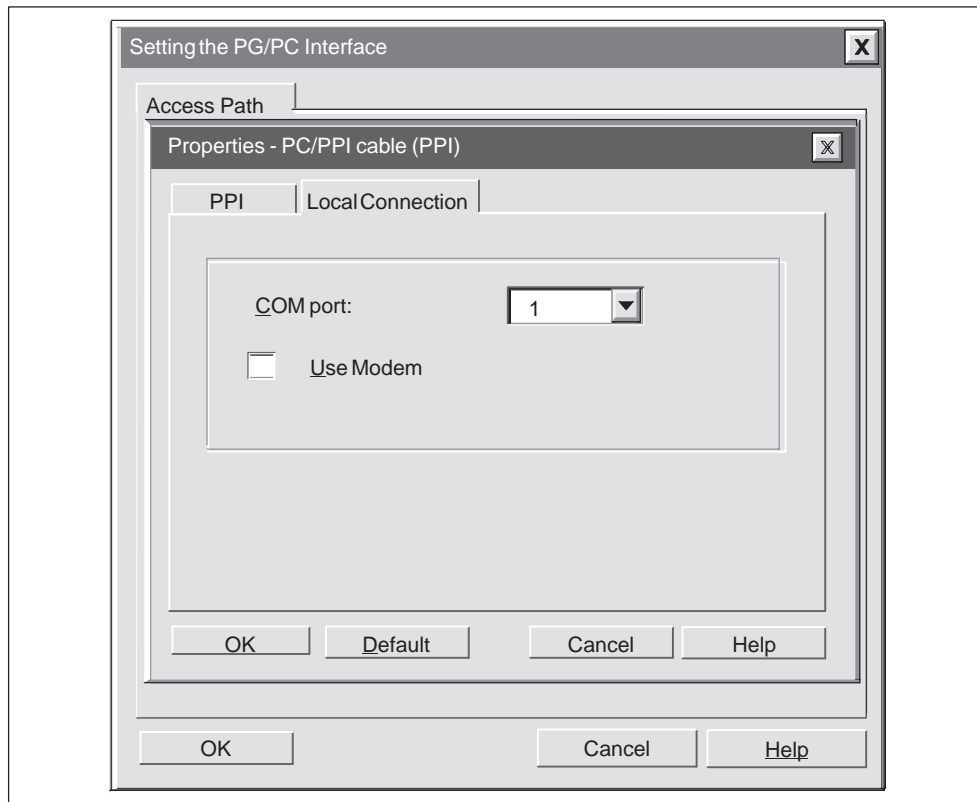 Setting the PG/PC Interface
X
Access Path
Properties - PC/PPI cable (PPI)
X
PPI
Local Connection
COM port:
1
Use Modem
OK
Default
Cancel
Help
OK
Cancel
Help